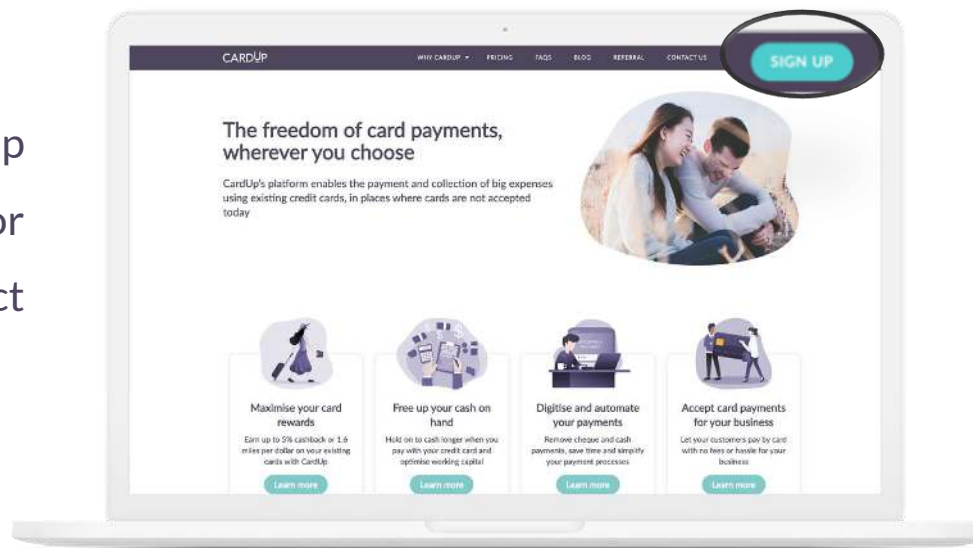 p
or
ct
CARDUP
WHY CARDUP
PRICING
FAQS
BLOG
REFERRAL
CONTACT US
SIGN UP
The freedom of card payments,
wherever you choose
CardUp's platform enables the payment and collection of big expenses
using existing credit cards, in places where cards are not accepted
today
Maximise your card
rewards
Earn up to 5% cashback or 1.6
miles per dollar on your existing
cards with CardUp
Learn more
Free up your cash on
hand
Hold on to cash longer when you
pay with your credit card and
optimise working capital
Learn more
Digitise and automate
your payments
Remove cheque and cash
payments, save time and simplify
your payment processes
Learn more
Accept card payments
for your business
Let your customers pay by card
with no fees or hassle for your
business
Learn more